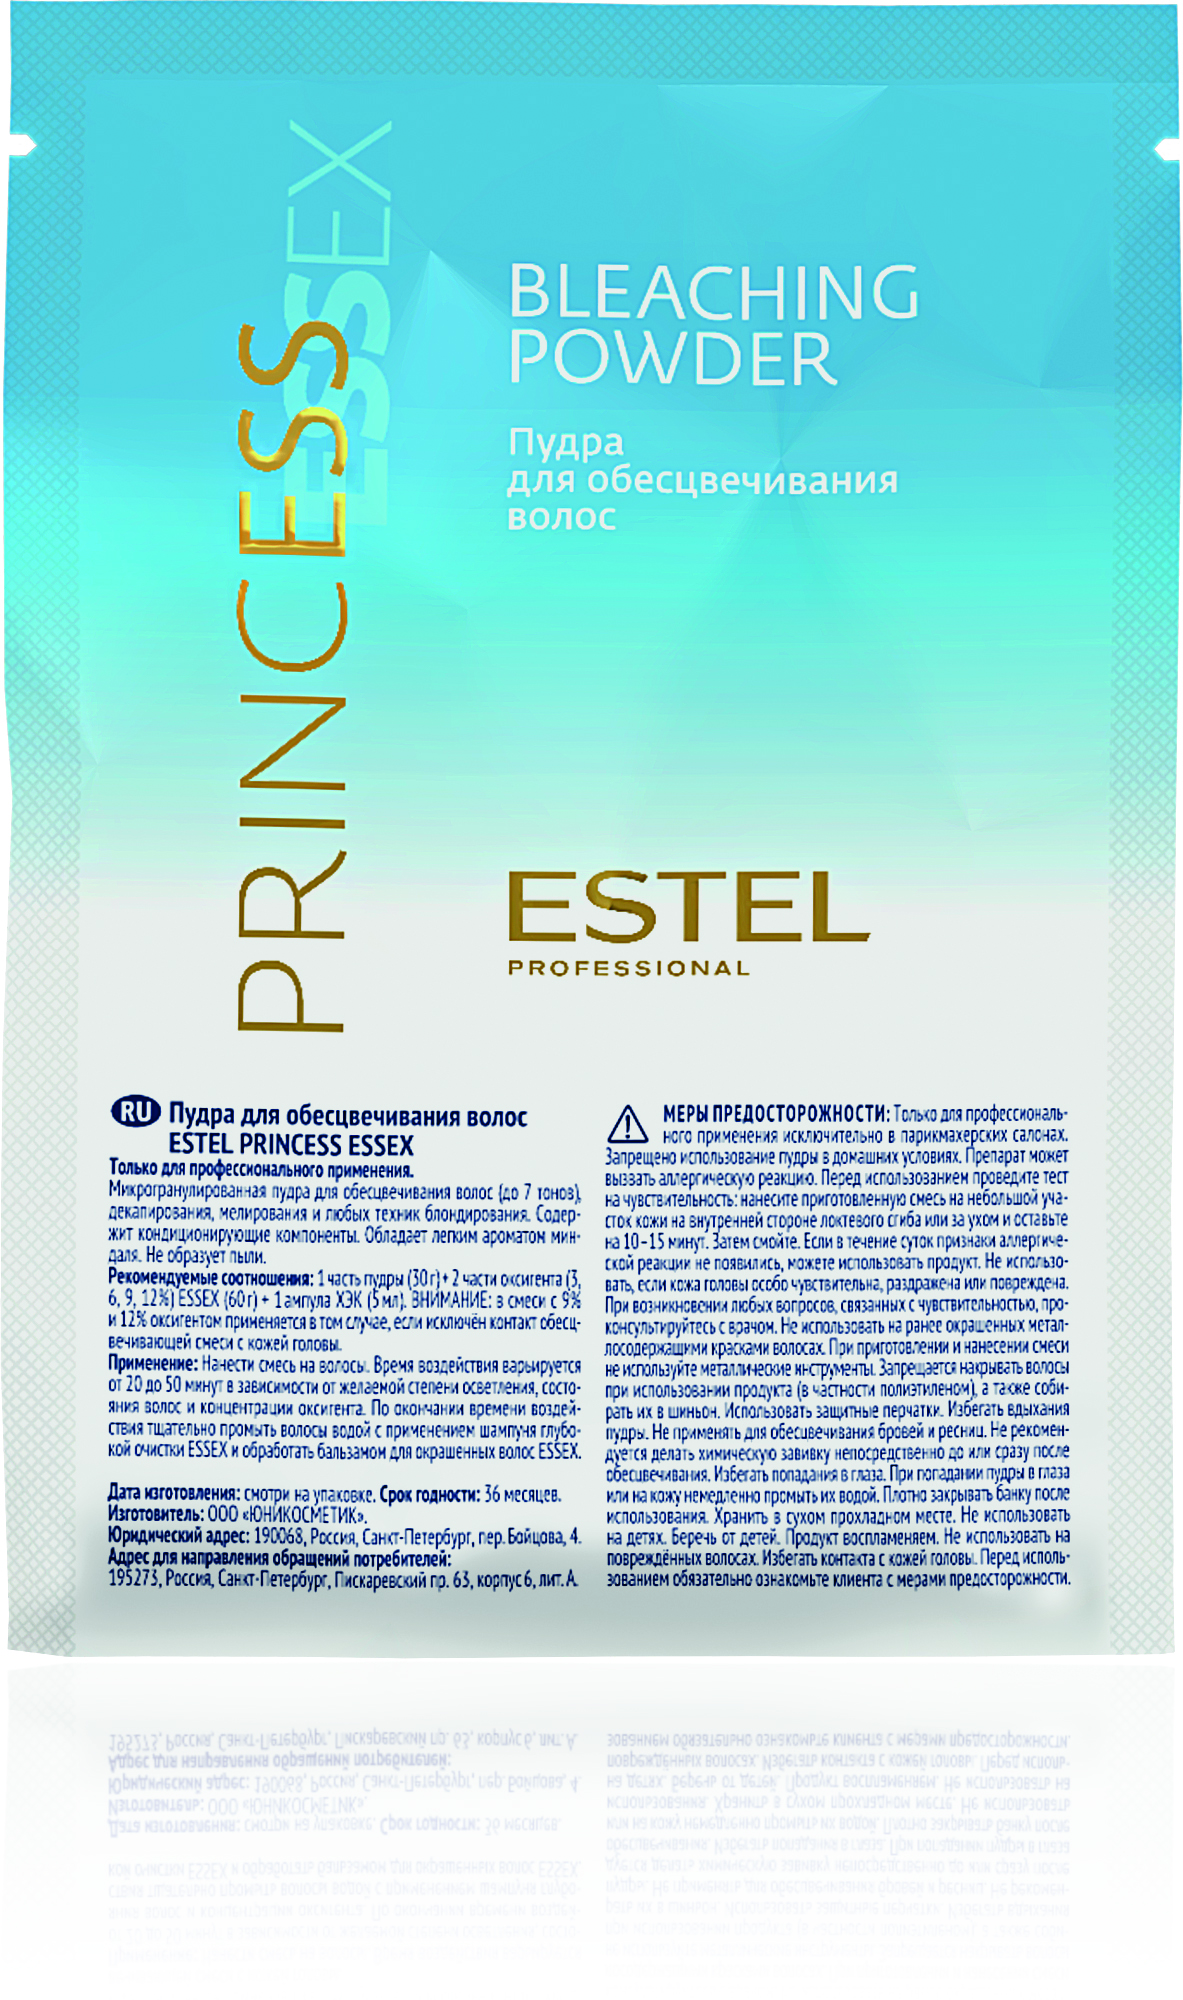 PRINCESS
ESSEX
BLEACHING
POWDER
Пудра
для обесцвечивания
волос
ESTEL
PROFESSIONAL
RU Пудра для обесцвечивания волос
ESTEL PRINCESS ESSEX
Только для профессионального применения.
Микрогранулированная пудра для обесцвечивания волос (до 7 тонов),
декапирования, мелирования и любых техник блондирования. Содер-
жит кондиционирующие компоненты. Обладает легким ароматом мин-
даля. Не образует пыли.
Рекомендуемые соотношения: 1 часть пудры (30 г)+ 2 части оксигента (3,
6, 9, 12%) ESSEX (60 г) + 1 ампула ХЭК (5 мл). ВНИМАНИЕ: в смеси с 9%
и 12% оксигентом применяется в том случае, если исключён контакт обесц-
вечивающей смеси с кожей головы.
Применение: Нанести смесь на волосы. Время воздействия варьируется
от 20 до 50 минут в зависимости от желаемой степени осветления, состо-
яния волос и концентрации оксигента. По окончании времени воздей-
ствия тщательно промыть волосы водой с применением шампуня глубо-
кой очистки ESSEX и обработать бальзамом для окрашенных волос ESSEX.
Дата изготовления: смотри на упаковке. Срок годности: 36 месяцев.
Изготовитель: ООО «ЮНИКОСМЕТИК».
Юридический адрес: 190068, Россия, Санкт-Петербург, пер. Бойцова, 4.
Адрес для направления обращений потребителей:
195273, Россия, Санкт-Петербург, Пискаревский пр. 63, корпус 6, лит. А.
МЕРЫ ПРЕДОСТОРОЖНОСТИ: Только для профессиональ-
ного применения исключительно в парикмахерских салонах.
Запрещено использование пудры в домашних условиях. Препарат может
вызвать аллергическую реакцию. Перед использованием проведите тест
на чувствительность: нанесите приготовленную смесь на небольшой уча-
сток кожи на внутренней стороне локтевого сгиба или за ухом и оставьте
на 10–15 минут. Затем смойте. Если в течение суток признаки аллергиче-
ской реакции не появились, можете использовать продукт. Не использо-
вать, если кожа головы особо чувствительна, раздражена или повреждена.
При возникновении любых вопросов, связанных с чувствительностью, про-
консультируйтесь с врачом. Не использовать на ранее окрашенных метал-
лосодержащими красками волосах. При приготовлении и нанесении смеси
не используйте металлические инструменты. Запрещается накрывать волосы
при использовании продукта (в частности полиэтиленом), а также соби-
рать их в шиньон. Использовать защитные перчатки. Избегать вдыхания
пудры. Не применять для обесцвечивания бровей и ресниц. Не рекомен-
дуется делать химическую завивку непосредственно до или сразу после
обесцвечивания. Избегать попадания в глаза. При попадании пудры в глаза
или на кожу немедленно промыть их водой. Плотно закрывать банку после
использования. Хранить в сухом прохладном месте. Не использовать
на детях. Беречь от детей. Продукт воспламеняем. Не использовать на
повреждённых волосах. Избегать контакта с кожей головы. Перед исполь-
зованием обязательно ознакомьте клиента с мерами предосторожности.